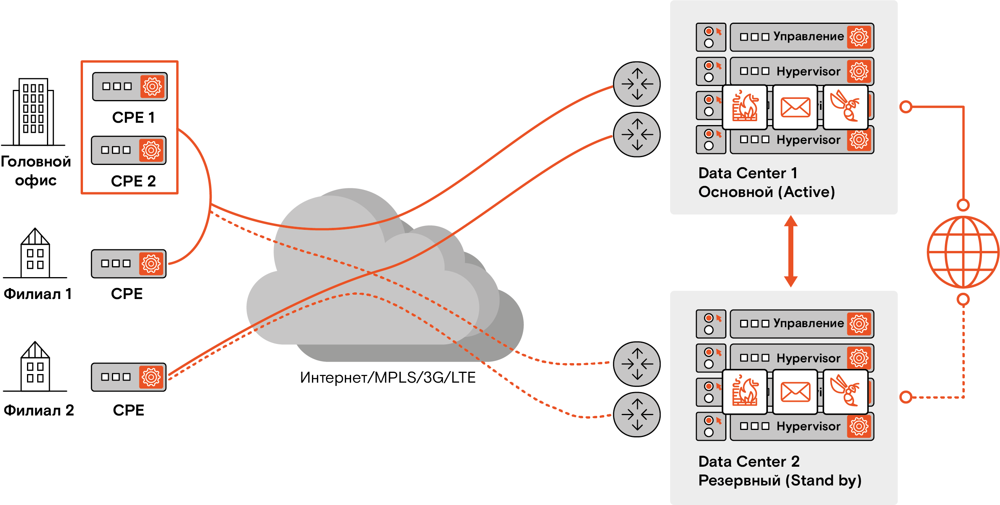 Головной
офис
CPE 1
CPE 2
Филиал 1
CPE
Филиал 2
CPE
Интернет/MPLS/3G/LTE
Управление
Hypervisor
Hypervisor
Data Center 1
Основной (Active)
Управление
Hypervisor
Hypervisor
Data Center 2
Резервный (Stand by)